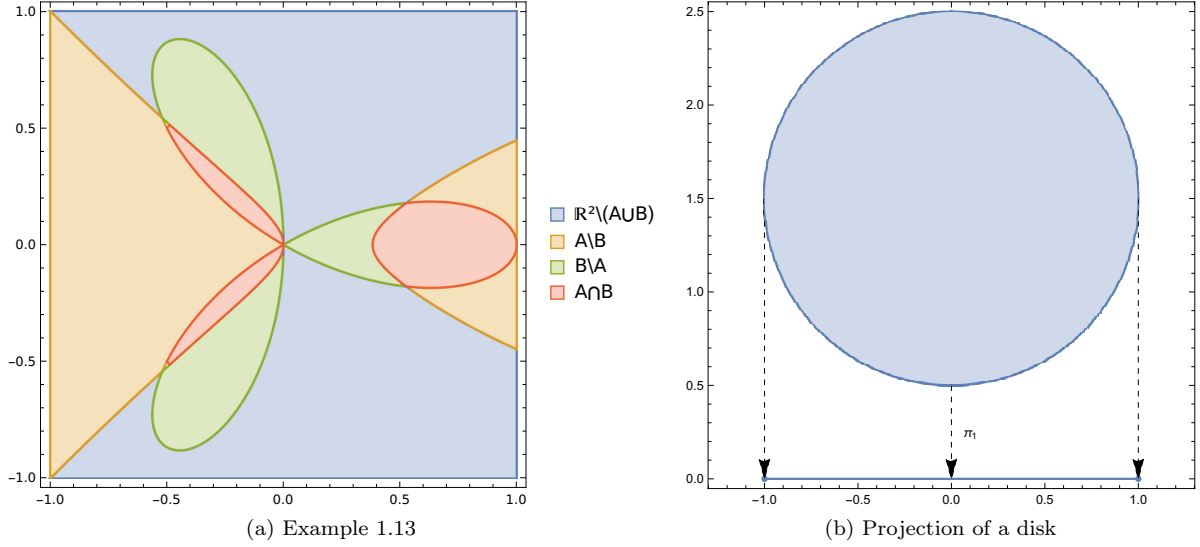 1.0
0.5
0.0
−0.5
−1.0
−1.0 −0.5 0.0 0.5 1.0
ℝ²\(A∪B)
A\B
B\A
A∩B
(a) Example 1.13
2.5
2.0
1.5
1.0
0.5
π₁
0.0
−1.0 −0.5 0.0 0.5 1.0
(b) Projection of a disk